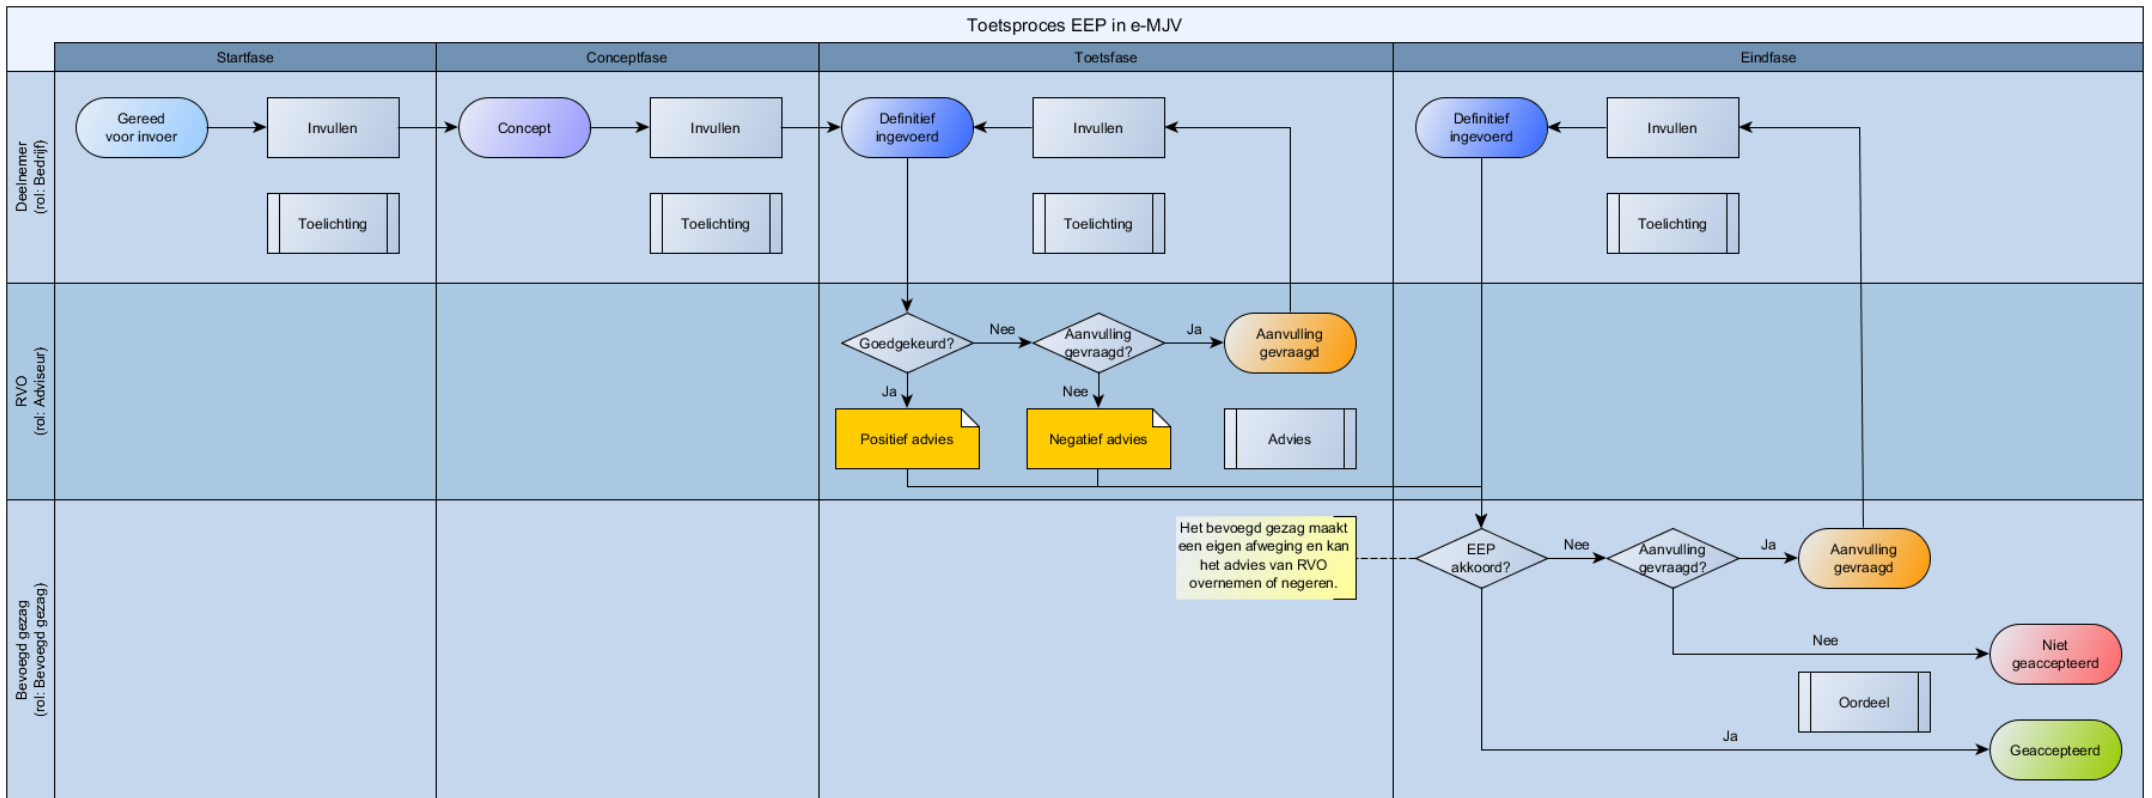 Toetsproces EEP in e-MJV
Startfase
Conceptfase
Toetsfase
Eindfase
Deelnemer
(rol: Bedrijf)
Gereed
voor invoer
Invullen
Concept
Invullen
Definitief
ingevoerd
Invullen
Definitief
ingevoerd
Invullen
Toelichting
Toelichting
Toelichting
Toelichting
RVO
(rol: Adviseur)
Goedgekeurd?
Nee
Aanvulling
gevraagd?
Ja
Aanvulling
gevraagd
Ja
Nee
Positief advies
Negatief advies
Advies
Bevoegd gezag
(rol: Bevoegd gezag)
Het bevoegd gezag maakt
een eigen afweging en kan
het advies van RVO
overnemen of negeren.
EEP
akkoord?
Nee
Aanvulling
gevraagd?
Ja
Aanvulling
gevraagd
Nee
Niet
geaccepteerd
Oordeel
Ja
Geaccepteerd